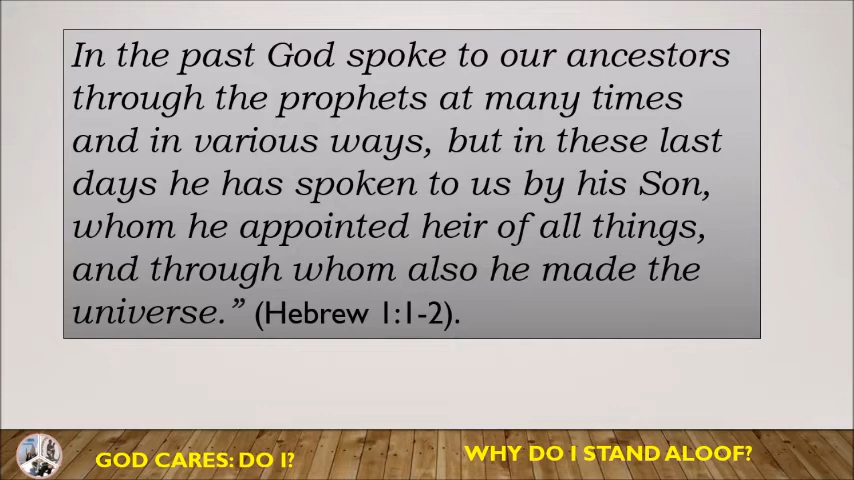 In the past God spoke to our ancestors
through the prophets at many times
and in various ways, but in these last
days he has spoken to us by his Son,
whom he appointed heir of all things,
and through whom also he made the
universe.” (Hebrew 1:1-2).
GOD CARES: DO I?
WHY DO I STAND ALOOF?